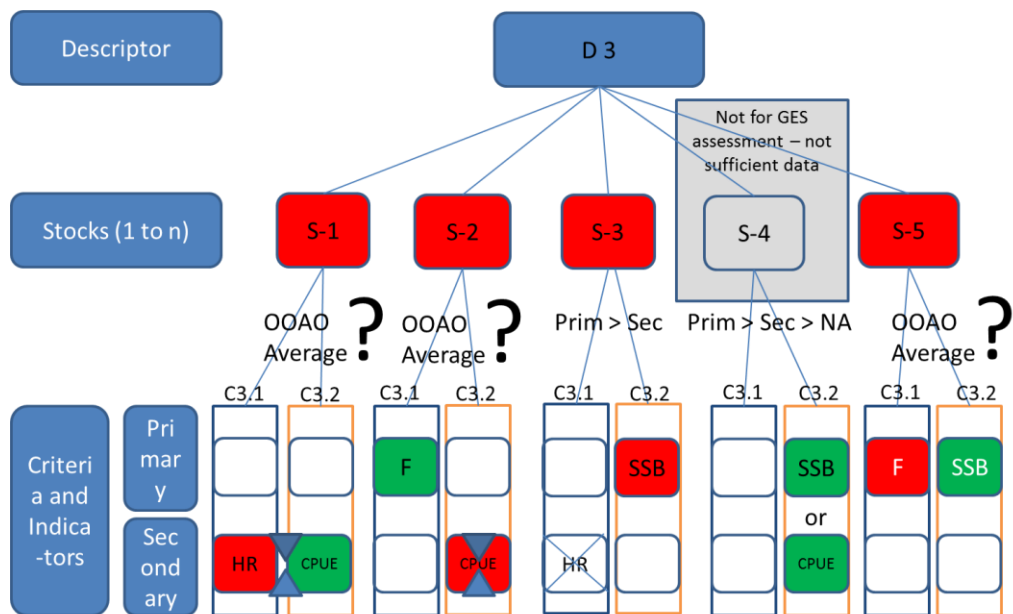 Descriptor
D 3
Not for GES
assessment – not
sufficient data
Stocks (1 to n)
S-1
S-2
S-3
S-4
S-5
OOAO
Average
?
OOAO
Average
?
Prim > Sec
Prim > Sec > NA
OOAO
Average
?
C3.1
C3.2
C3.1
C3.2
C3.1
C3.2
C3.1
C3.2
C3.1
C3.2
Criteri
a and
Indica-
-tors
Pri
mar
y
F
SSB
SSB
F
SSB
or
Sec
ond
ary
HR
CPUE
CPUE
HR
CPUE